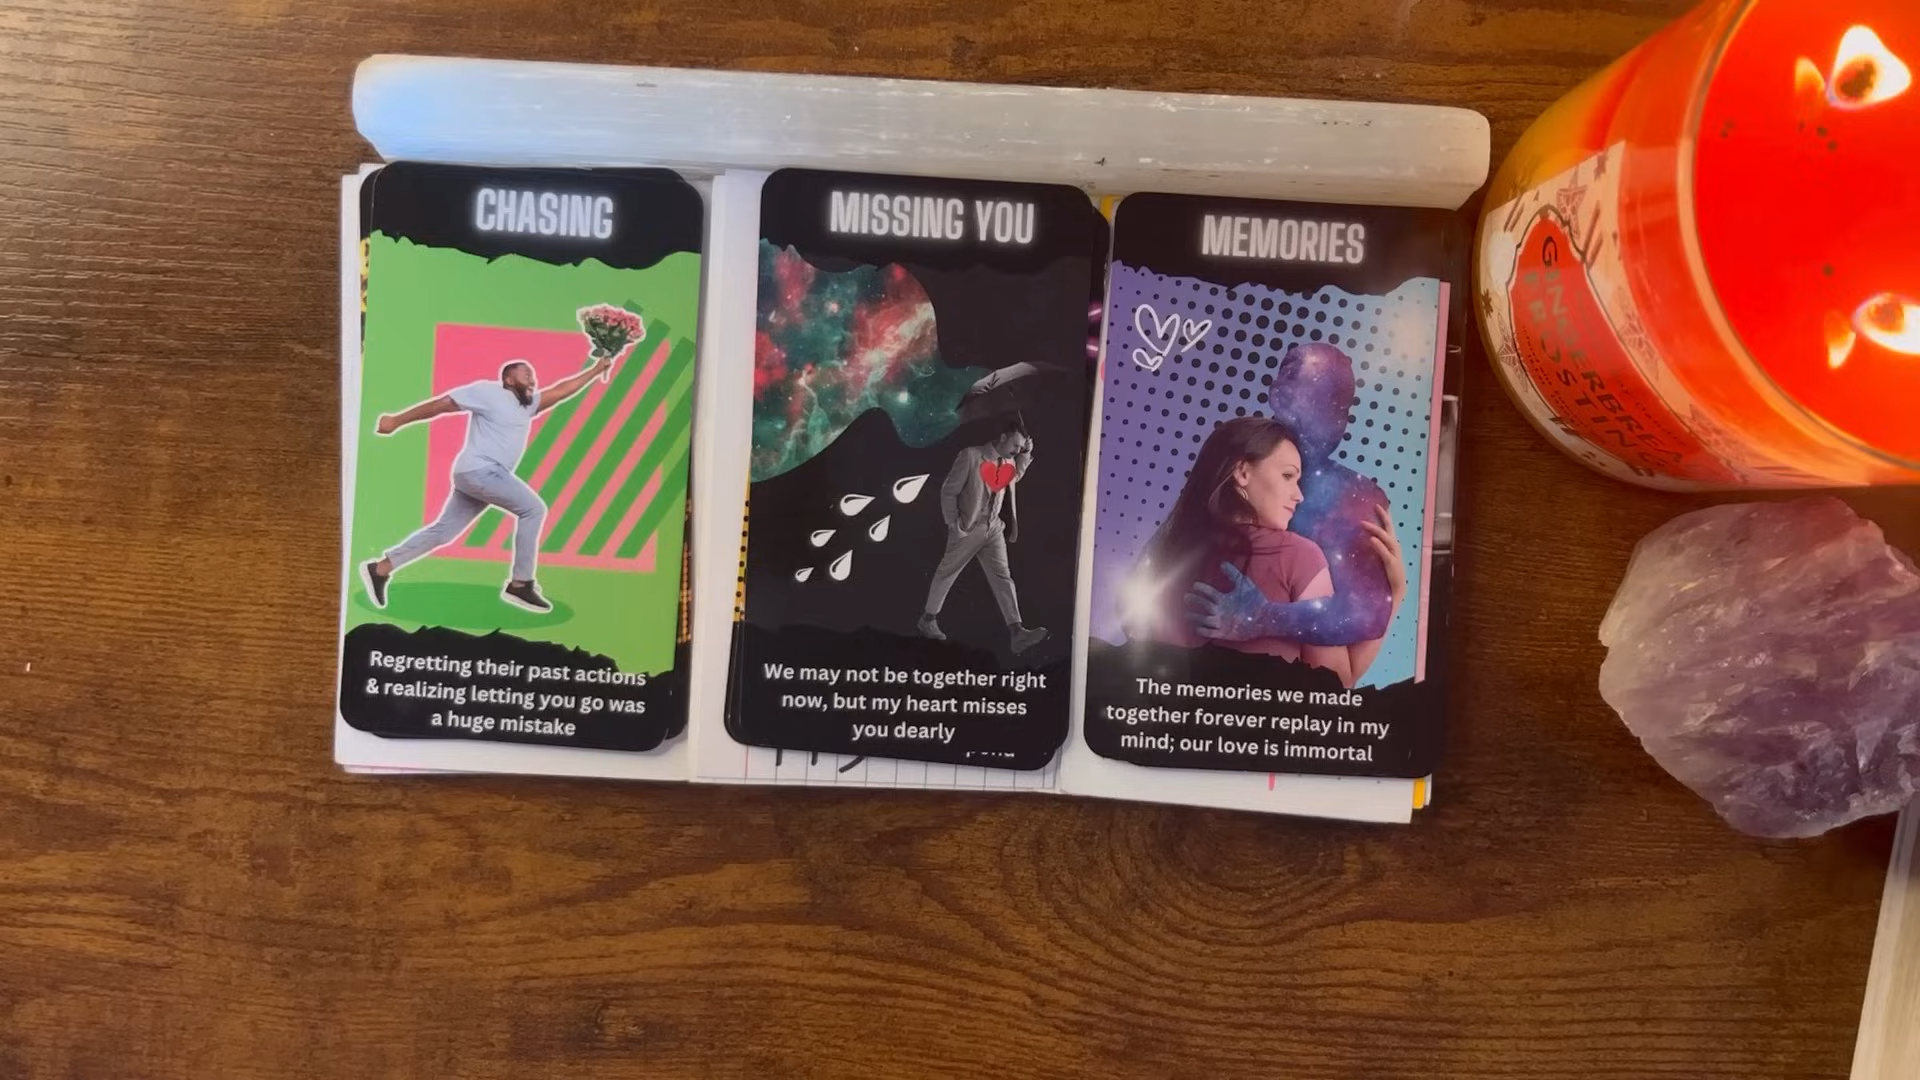 CHASING
Regretting their past actions
& realizing letting you go was
a huge mistake
MISSING YOU
We may not be together right
now, but my heart misses
you dearly
MEMORIES
The memories we made
together forever replay in my
mind; our love is immortal
GINGERBREAD
FROSTING